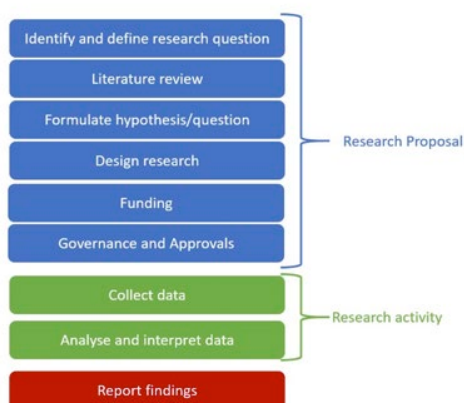 Identify and define research question
Literature review
Formulate hypothesis/question
Design research
Research Proposal
Funding
Governance and Approvals
Collect data
Research activity
Analyse and interpret data
Report findings